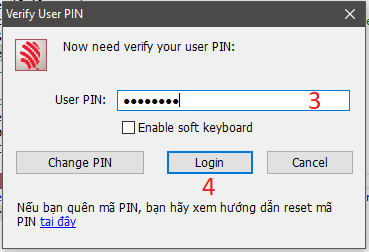 Verify User PIN
Now need verify your user PIN:
User PIN: ●●●●●●●● 3
Enable soft keyboard
Change PIN Login Cancel
4
Nếu bạn quên mã PIN, bạn hãy xem hướng dẫn reset mã
PIN tại đây